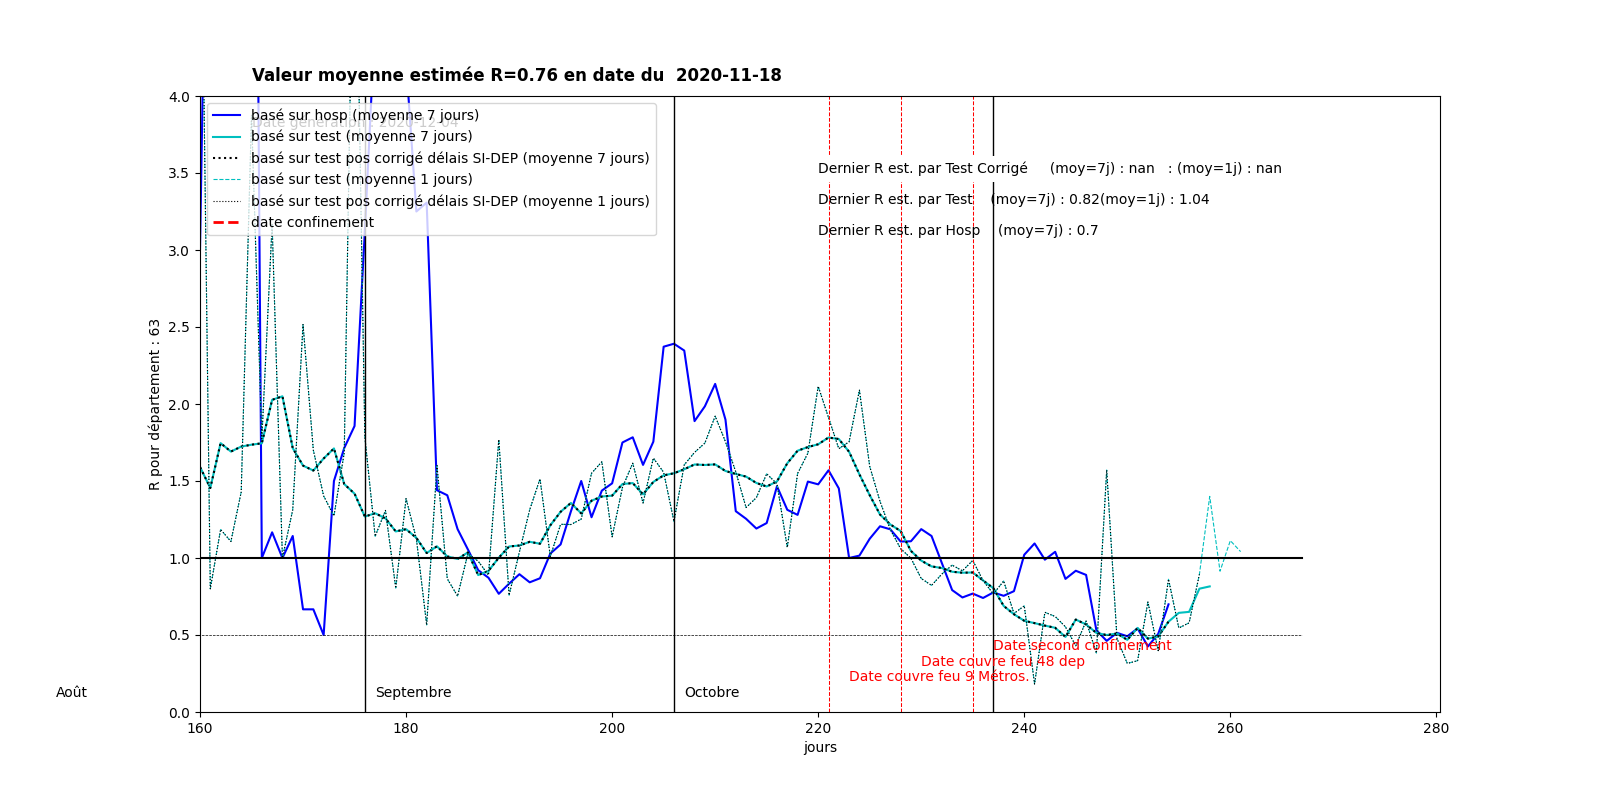 Valeur moyenne estimée R=0.76 en date du  2020-11-18
4.0
3.5
3.0
2.5
2.0
1.5
1.0
0.5
0.0
R pour département : 63
basé sur hosp (moyenne 7 jours)
Date génération : 2020-12-04
basé sur test (moyenne 7 jours)
basé sur test pos corrigé délais SI-DEP (moyenne 7 jours)
basé sur test (moyenne 1 jours)
basé sur test pos corrigé délais SI-DEP (moyenne 1 jours)
date confinement
Dernier R est. par Test Corrigé     (moy=7j) : nan   : (moy=1j) : nan
Dernier R est. par Test    (moy=7j) : 0.82(moy=1j) : 1.04
Dernier R est. par Hosp    (moy=7j) : 0.7
Date second confinement
Date couvre feu 48 dep
Date couvre feu 9 Métros.
Août
Septembre
Octobre
160 180 200 220 240 260 280
jours